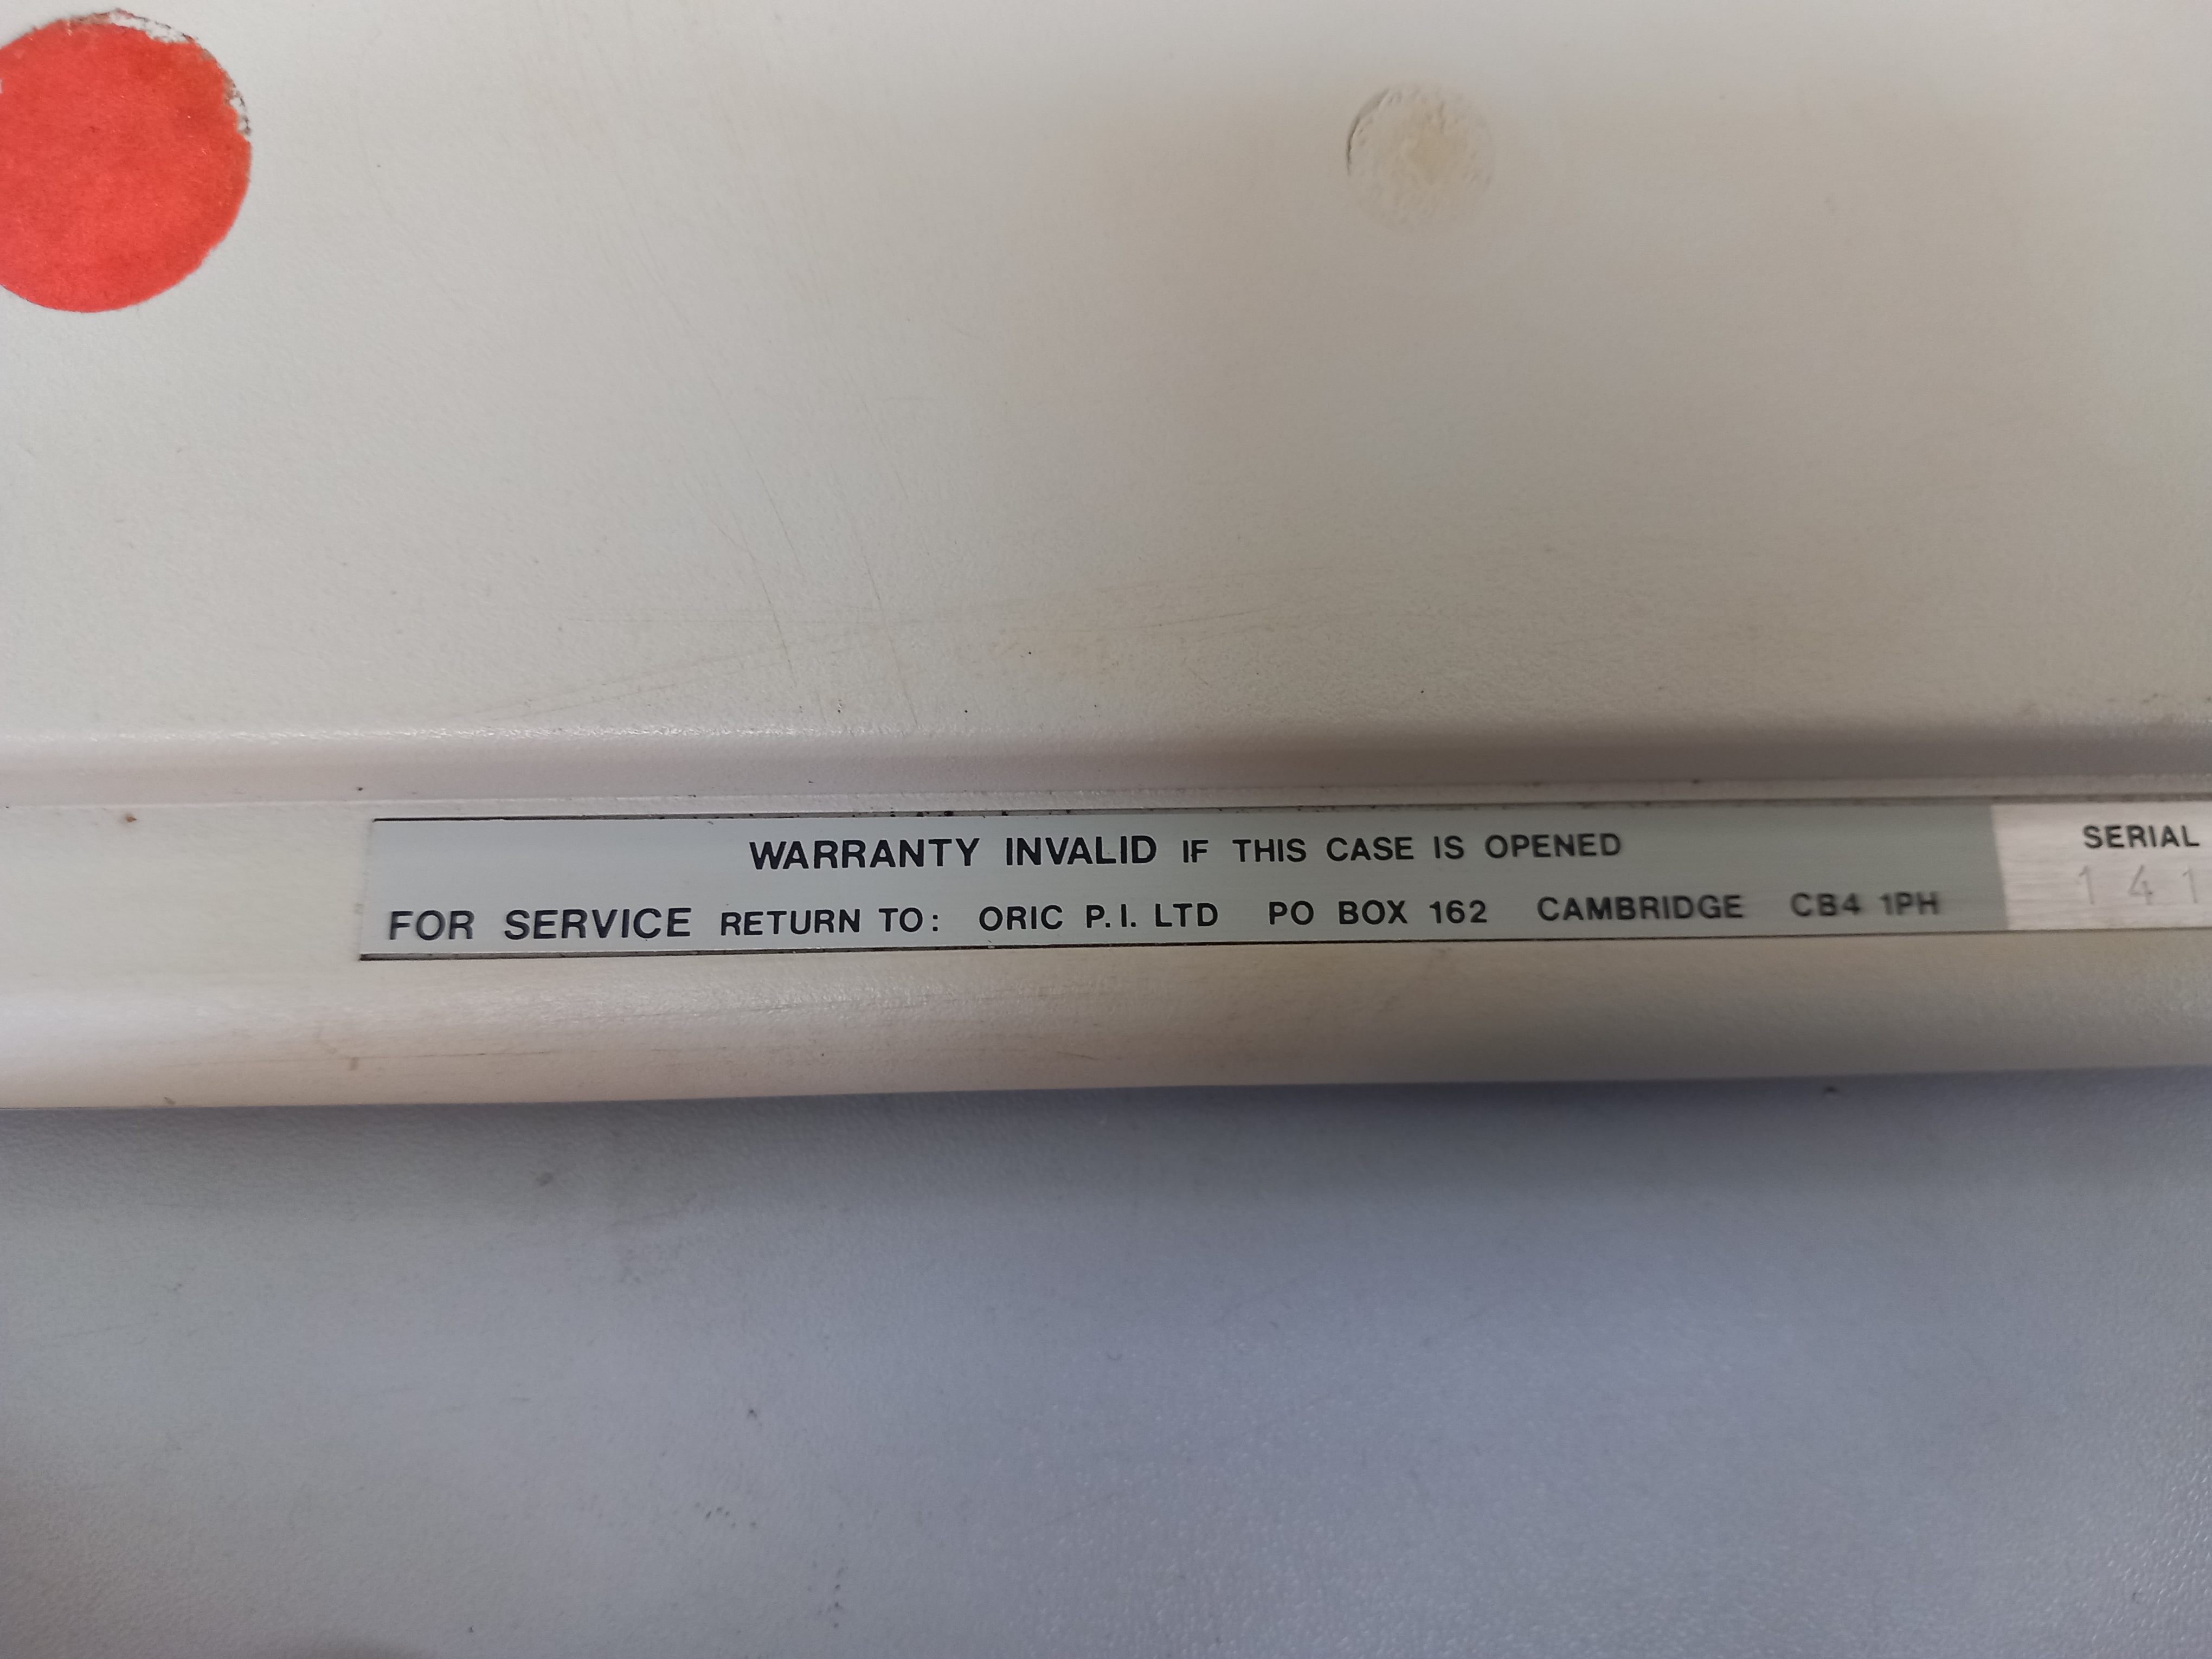 WARRANTY INVALID IF THIS CASE IS OPENED
FOR SERVICE RETURN TO: ORIC P.I. LTD PO BOX 162 CAMBRIDGE CB4 1PH
SERIAL
141